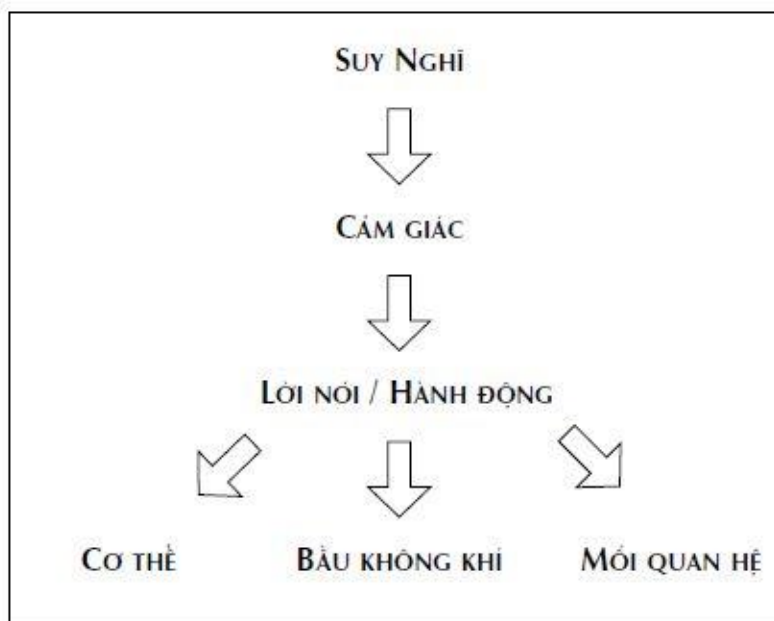 SUY NGHĨ
CẢM GIÁC
LỜI NÓI / HÀNH ĐỘNG
CƠ THỂ BẦU KHÔNG KHÍ MỐI QUAN HỆ